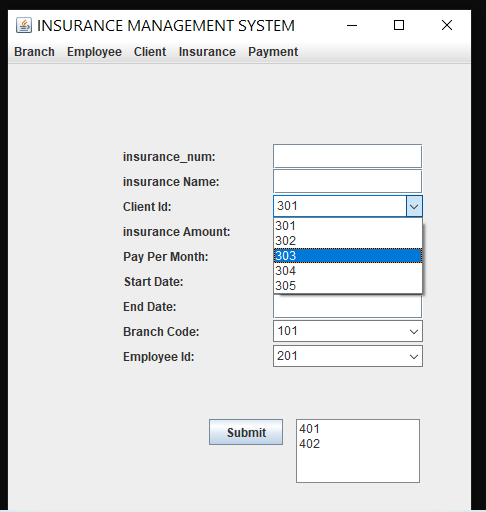 INSURANCE MANAGEMENT SYSTEM
Branch Employee Client Insurance Payment
insurance_num:
insurance Name:
Client Id: 301
301
insurance Amount:
302
Pay Per Month: 303
304
Start Date:
305
End Date:
Branch Code: 101
Employee Id: 201
Submit
401
402